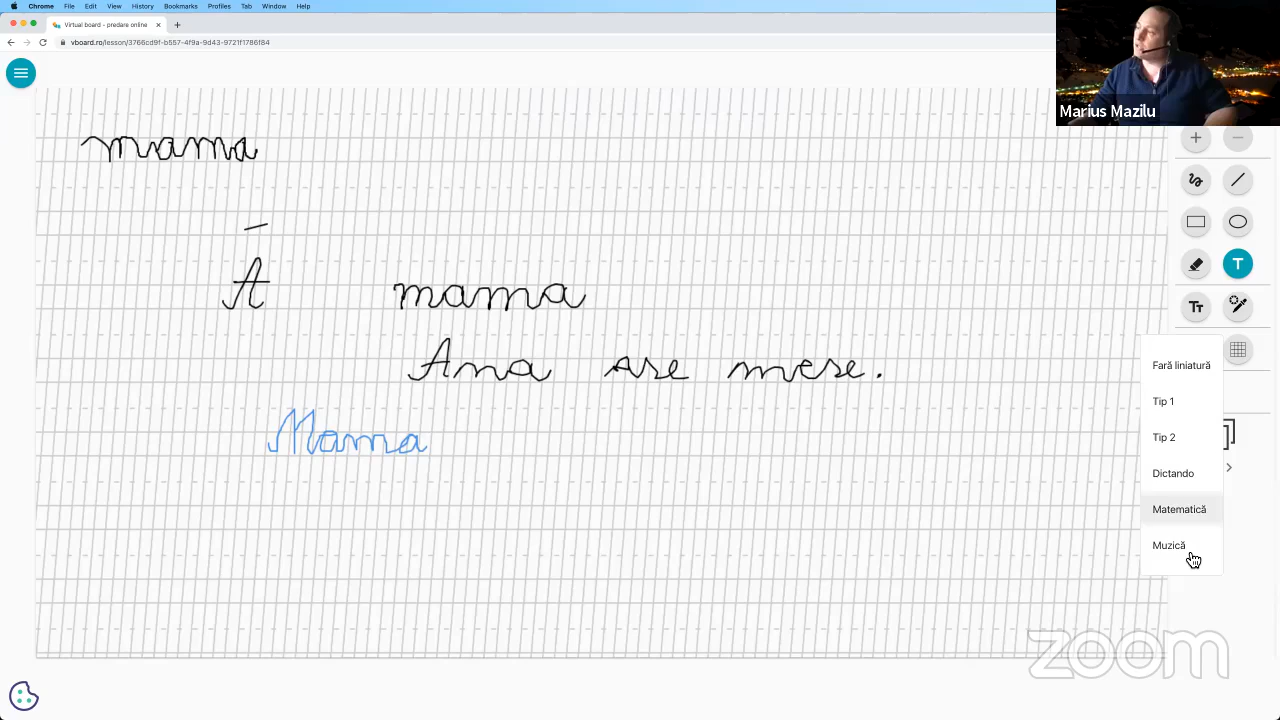 Chrome File Edit View History Bookmarks Profiles Tab Window Help
Virtual board - predare online
vboard.ro/lesson/3766cd9f-b557-4f9a-9d43-9721f1786f84
Marius Mazilu
mama
A mama
T
Ana are mere.
TT
Mama
Fară liniatură
Tip 1
Tip 2
Dictando
Matematică
Muzică
zoom